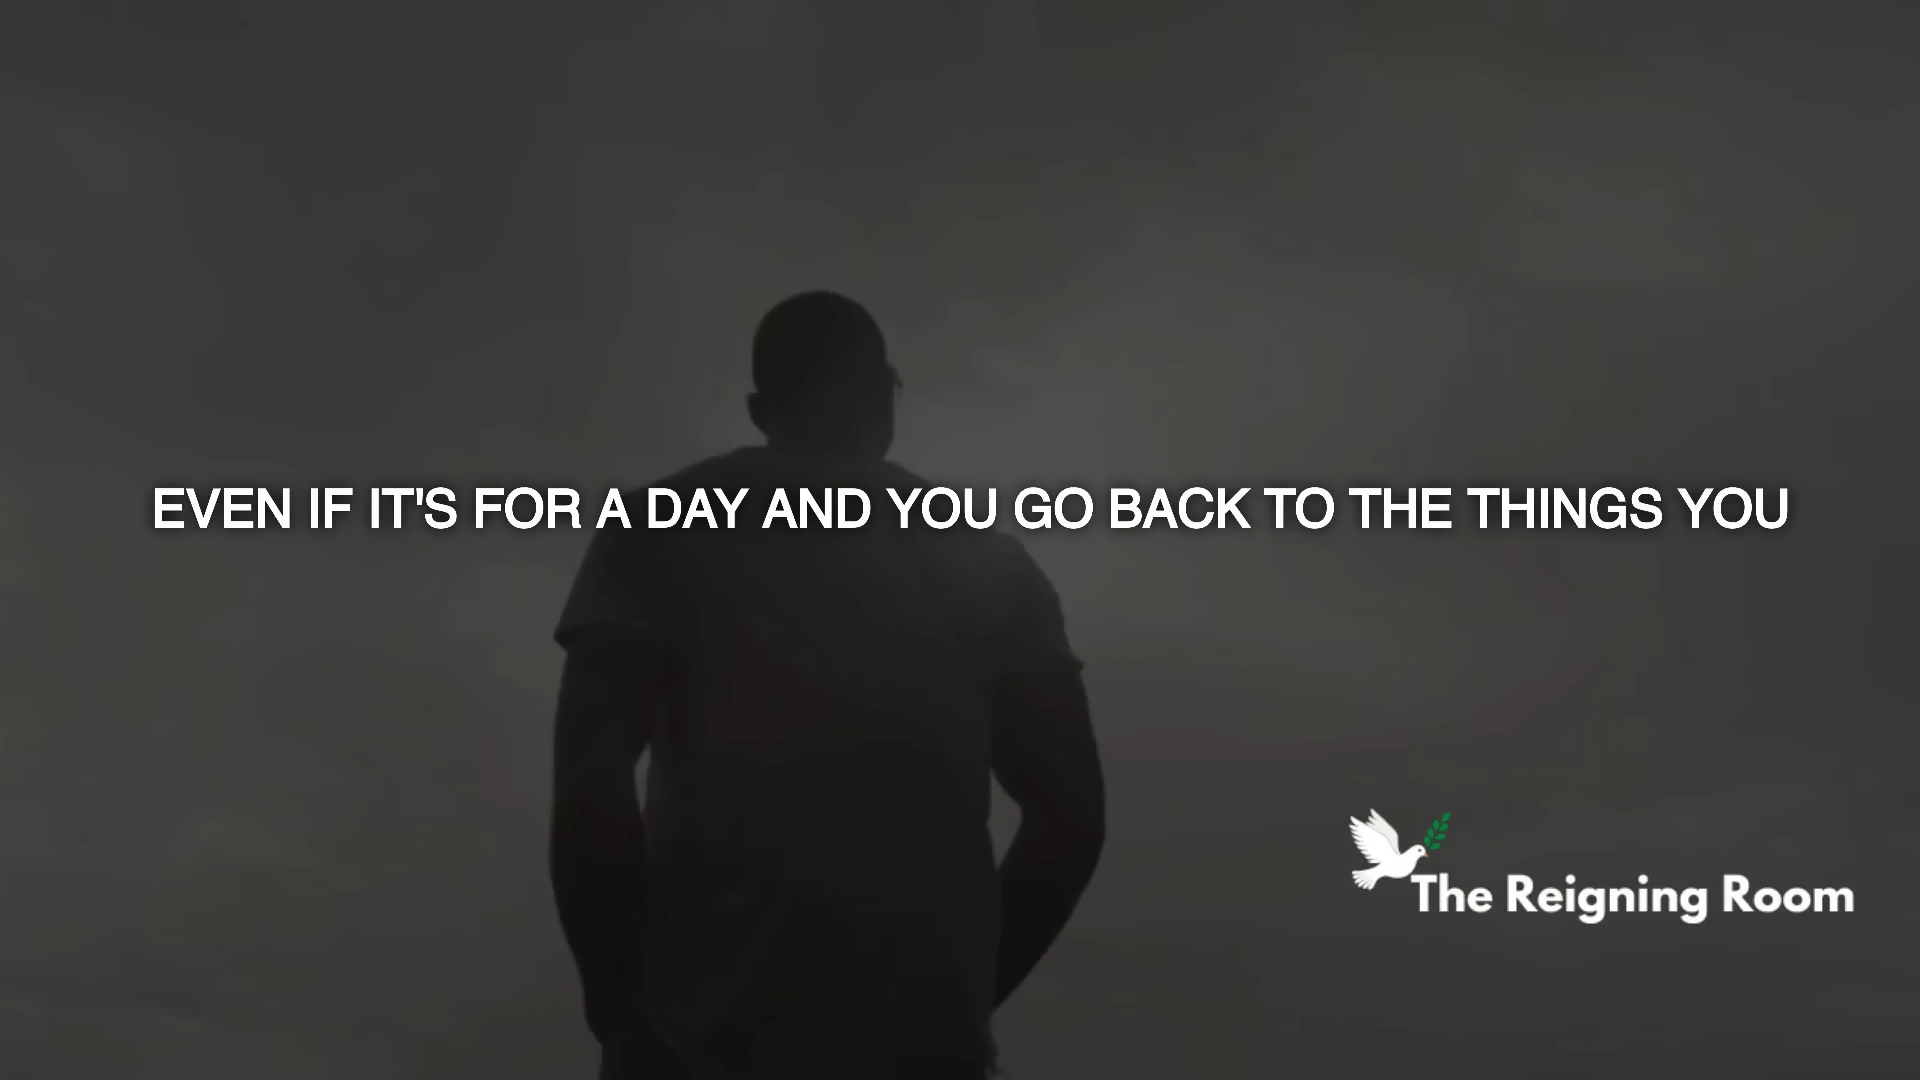 EVEN IF IT'S FOR A DAY AND YOU GO BACK TO THE THINGS YOU
The Reigning Room